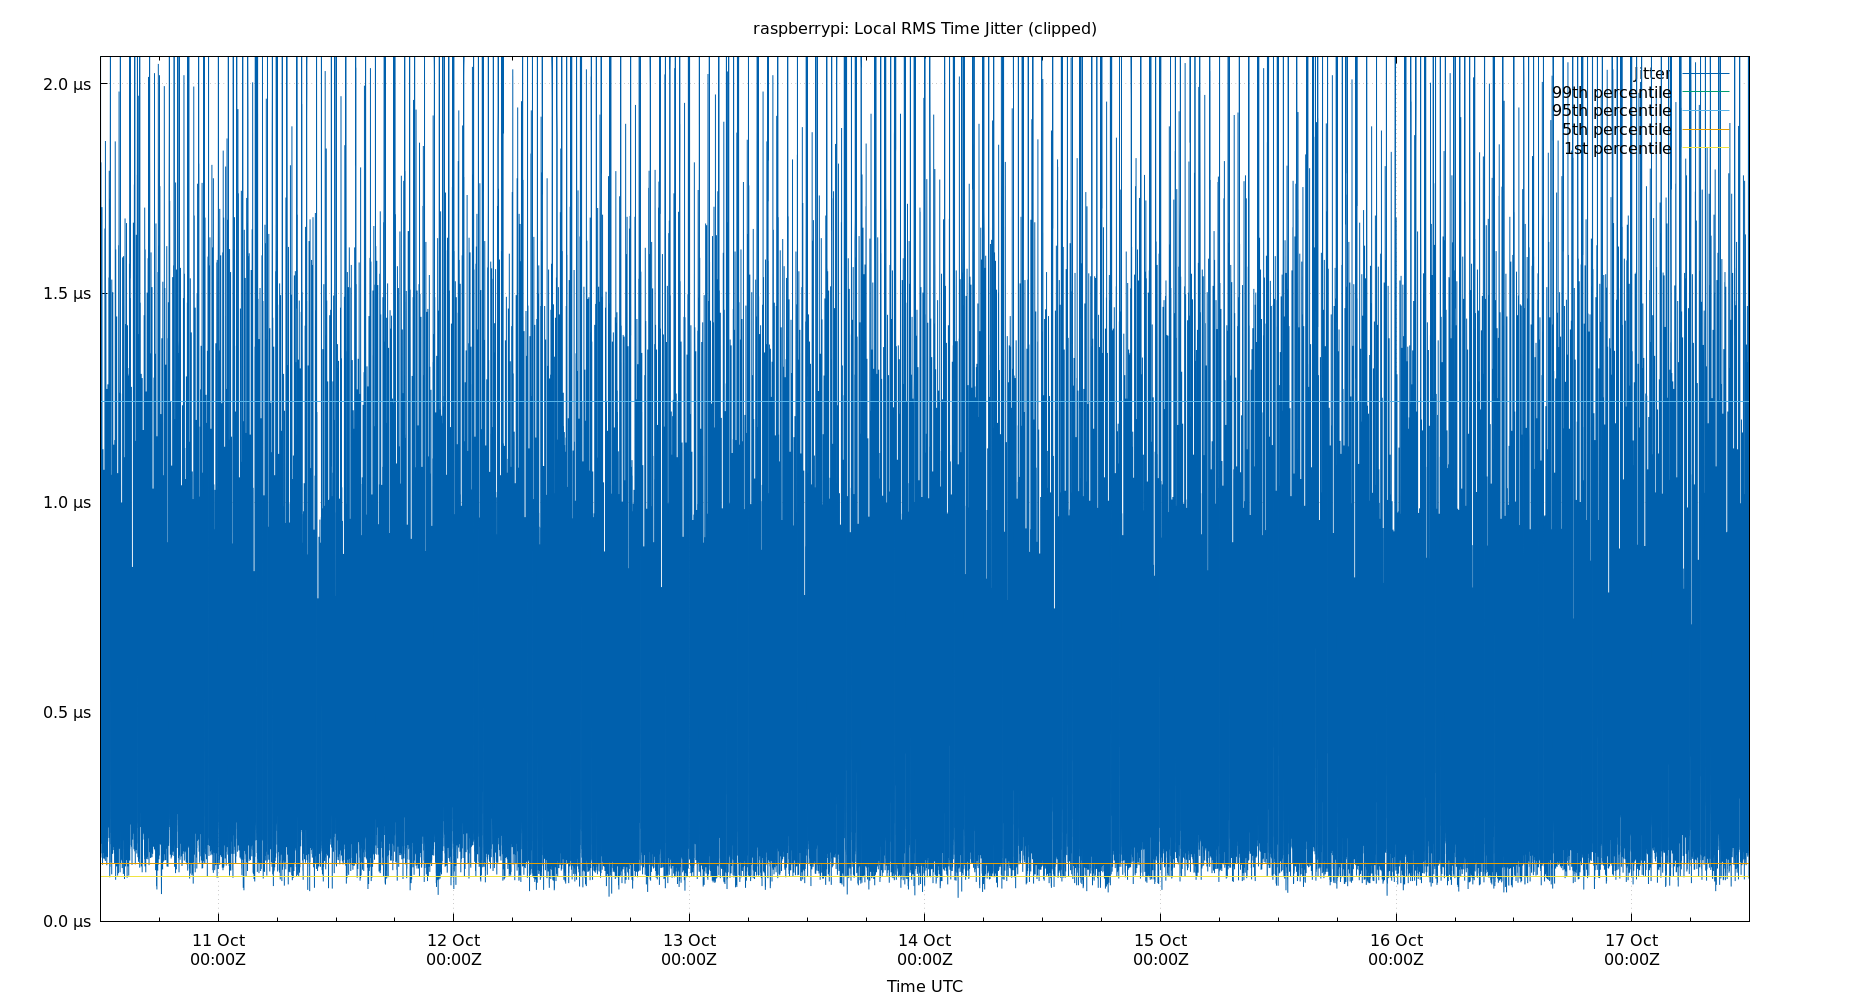 raspberrypi: Local RMS Time Jitter (clipped)
2.0 µs
1.5 µs
1.0 µs
0.5 µs
0.0 µs
jitter
99th percentile
95th percentile
5th percentile
1st percentile
11 Oct 12 Oct 13 Oct 14 Oct 15 Oct 16 Oct 17 Oct
00:00Z 00:00Z 00:00Z 00:00Z 00:00Z 00:00Z 00:00Z
Time UTC